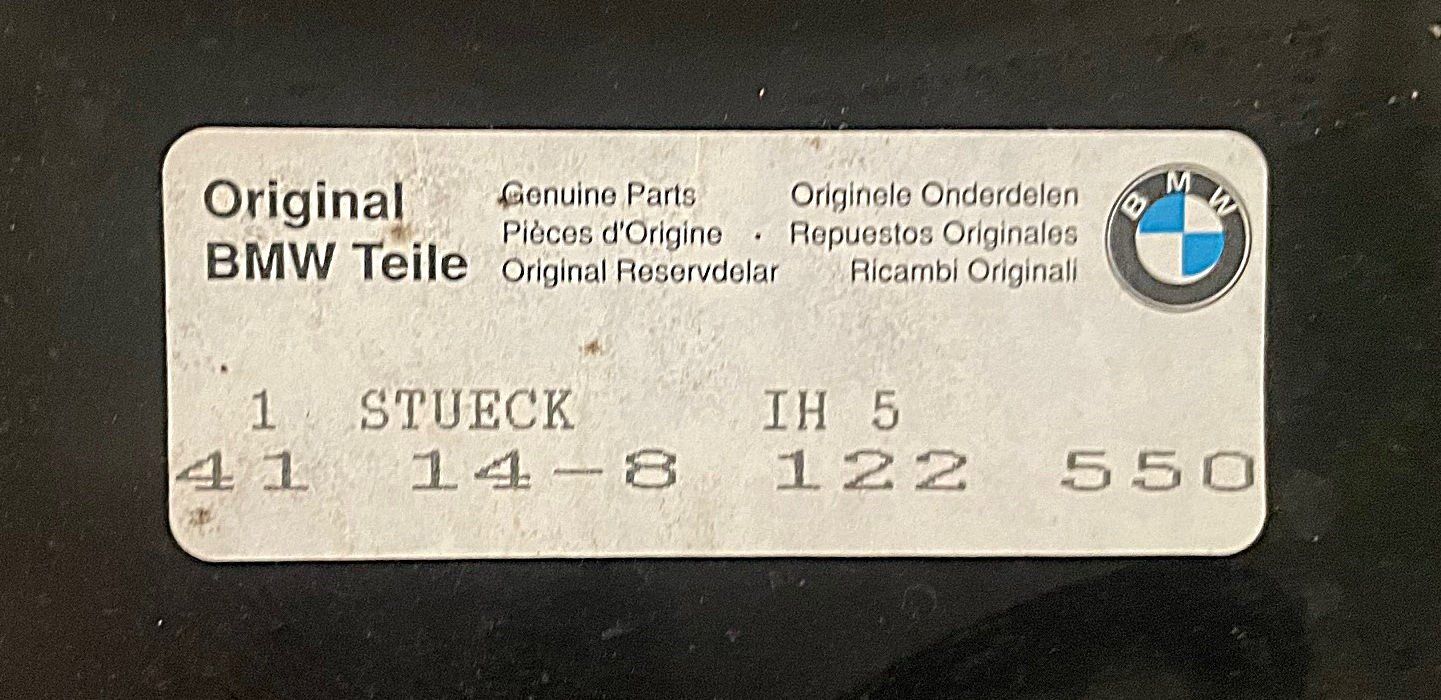 Original
BMW Teile
Genuine Parts
Pièces d'Origine
Original Reservdelar
Originele Onderdelen
Repuestos Originales
Ricambi Originali
BMW
1 STUECK IH 5
41 14-8 122 550